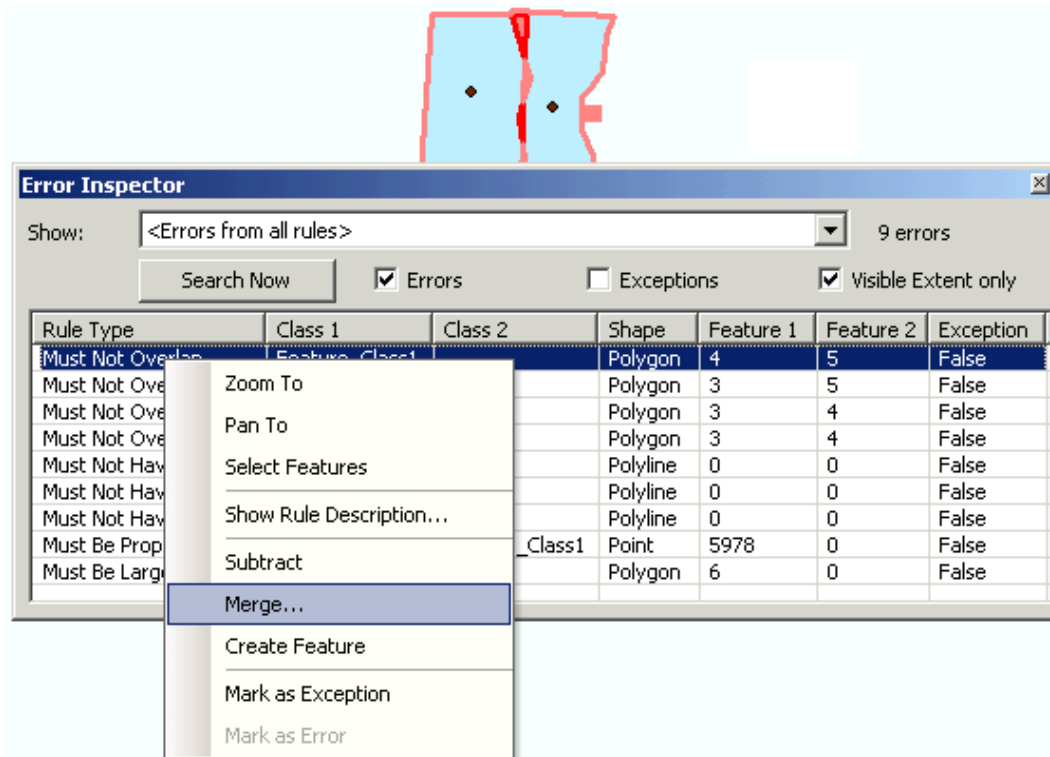 Error Inspector
Show: <Errors from all rules> 9 errors
Search Now Errors Exceptions Visible Extent only
Rule Type Class 1 Class 2 Shape Feature 1 Feature 2 Exception
Must Not Overlap Feature_Class1 Polygon 4 5 False
Must Not Ove Polygon 3 5 False
Must Not Ove Polygon 3 4 False
Must Not Ove Polygon 3 4 False
Must Not Hav Polyline 0 0 False
Must Not Hav Polyline 0 0 False
Must Not Hav Polyline 0 0 False
Must Be Prop _Class1 Point 5978 0 False
Must Be Larg Polygon 6 0 False
Zoom To
Pan To
Select Features
Show Rule Description...
Subtract
Merge...
Create Feature
Mark as Exception
Mark as Error